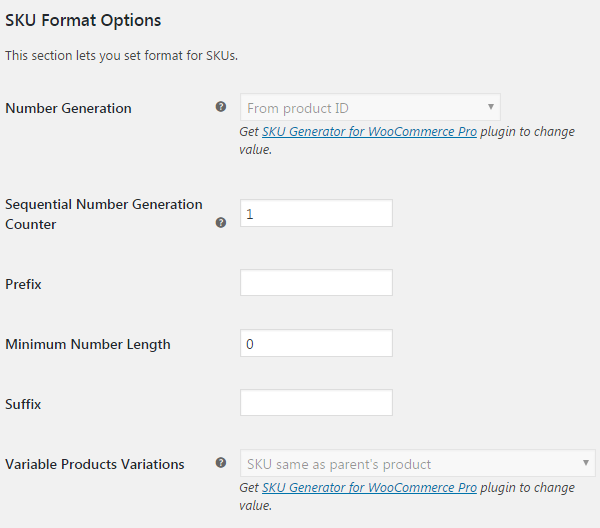 SKU Format Options
This section lets you set format for SKUs.
Number Generation
From product ID
Get SKU Generator for WooCommerce Pro plugin to change
value.
Sequential Number Generation
Counter
1
Prefix
Minimum Number Length
0
Suffix
Variable Products Variations
SKU same as parent's product
Get SKU Generator for WooCommerce Pro plugin to change
value.